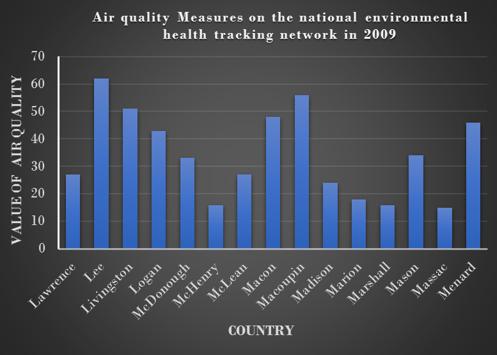 Air quality Measures on the national environmental
health tracking network in 2009
VALUE OF AIR QUALITY
70
60
50
40
30
20
10
0
Lawrence
Lee
Livingston
Logan
McDonough
McHenry
McLean
Macon
Macoupin
Madison
Marion
Marshall
Mason
Massac
Menard
COUNTRY